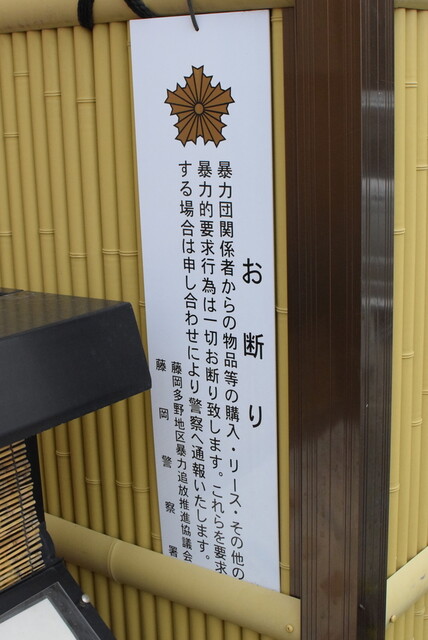 お断り
暴力団関係者からの物品等の購入・リース・その他の
暴力的要求行為は一切お断り致します。これらを要求
する場合は申し合わせにより警察へ通報いたします。
藤岡多野地区暴力追放推進協議会
藤岡警察署